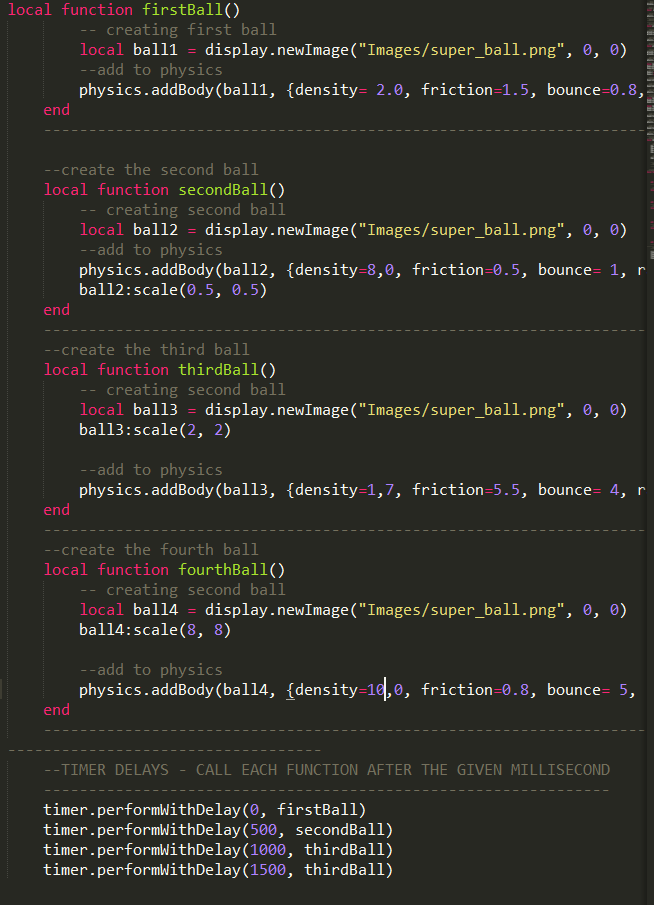 local function firstBall()
-- creating first ball
local ball1 = display.newImage("Images/super_ball.png", 0, 0)
--add to physics
physics.addBody(ball1, {density= 2.0, friction=1.5, bounce=0.8,
end
--------------------------------------------------------------------
--create the second ball
local function secondBall()
-- creating second ball
local ball2 = display.newImage("Images/super_ball.png", 0, 0)
--add to physics
physics.addBody(ball2, {density=8,0, friction=0.5, bounce= 1, r
ball2:scale(0.5, 0.5)
end
--------------------------------------------------------------------
--create the third ball
local function thirdBall()
-- creating second ball
local ball3 = display.newImage("Images/super_ball.png", 0, 0)
ball3:scale(2, 2)
--add to physics
physics.addBody(ball3, {density=1,7, friction=5.5, bounce= 4, r
end
--------------------------------------------------------------------
--create the fourth ball
local function fourthBall()
-- creating second ball
local ball4 = display.newImage("Images/super_ball.png", 0, 0)
ball4:scale(8, 8)
--add to physics
physics.addBody(ball4, {density=10,0, friction=0.8, bounce= 5,
end
--------------------------------------------------------------------
-----------------------------------
--TIMER DELAYS - CALL EACH FUNCTION AFTER THE GIVEN MILLISECOND
---------------------------------------------------------------
timer.performWithDelay(0, firstBall)
timer.performWithDelay(500, secondBall)
timer.performWithDelay(1000, thirdBall)
timer.performWithDelay(1500, thirdBall)